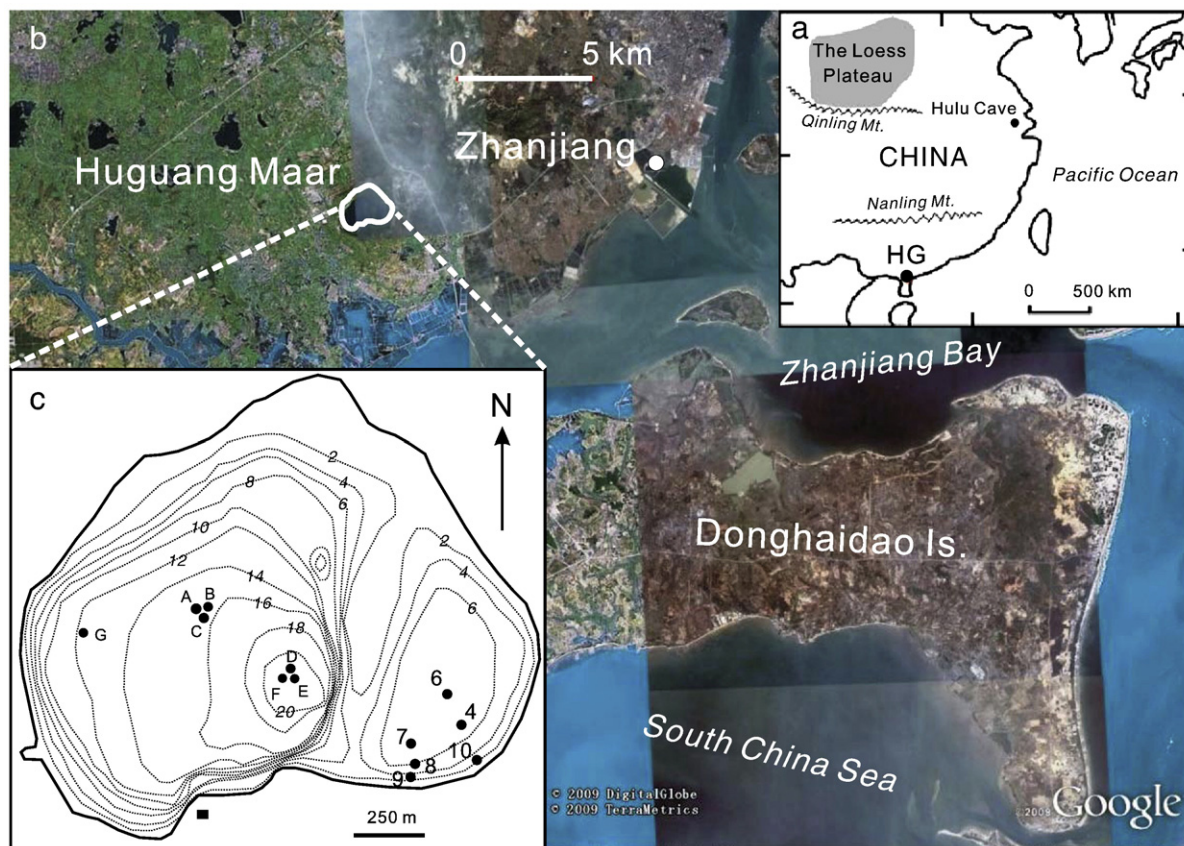 b
0 5 km
Huguang Maar
Zhanjiang
Zhanjiang Bay
Donghaidao Is.
South China Sea
© 2009 DigitalGlobe
© 2009 TerraMetrics
2009 Google
a
The Loess
Plateau
Qinling Mt.
Hulu Cave
CHINA
Pacific Ocean
Nanling Mt.
HG
0 500 km
c
N
2
4
6
8
10
12
14
16
18
20
2
4
6
A
B
C
G
D
F
E
6
4
7
8
10
9
250 m